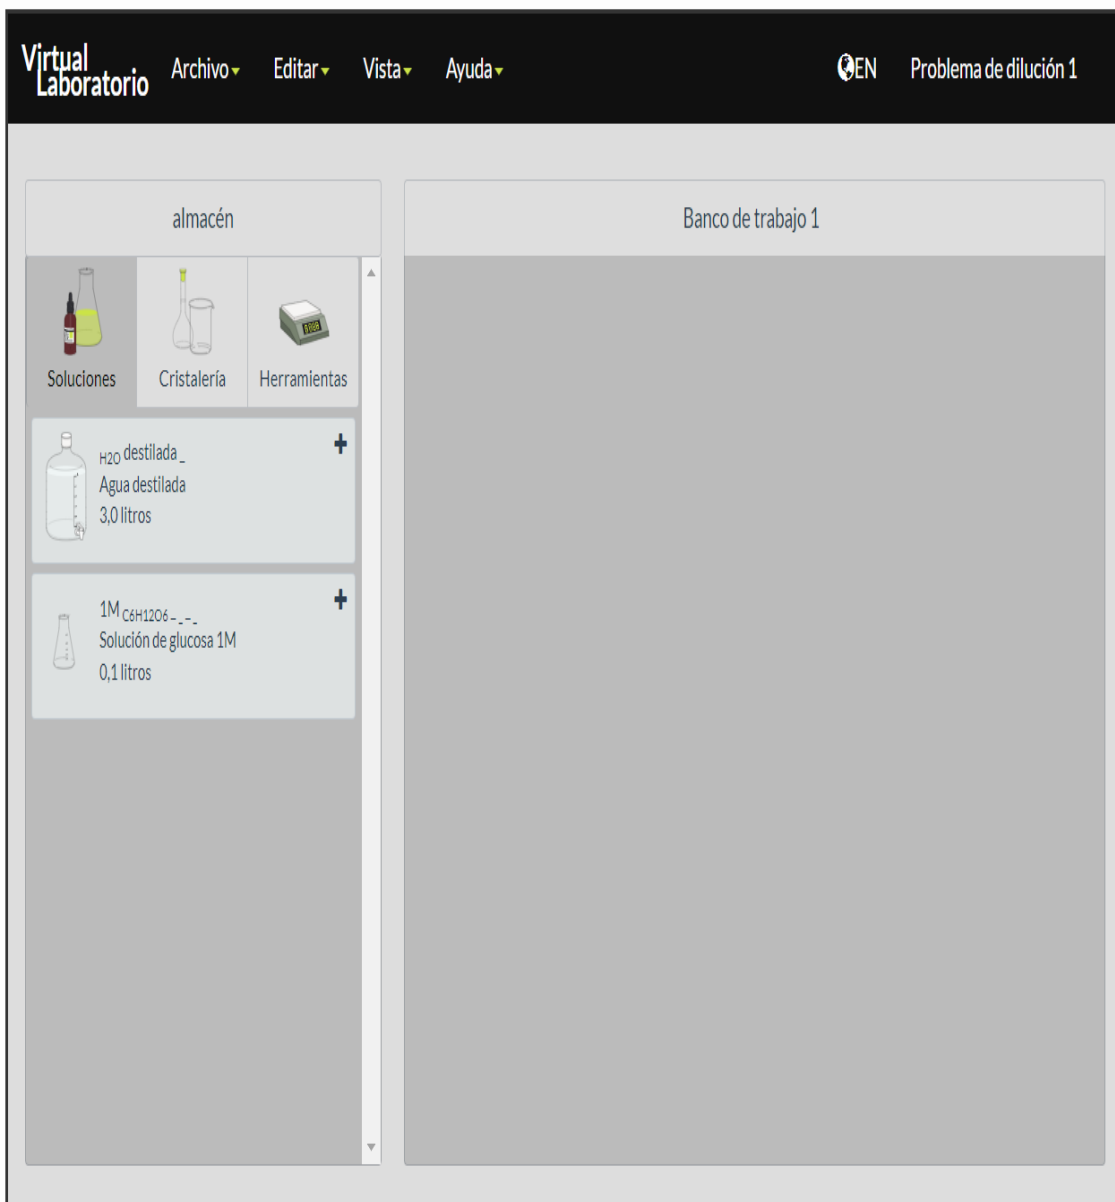 Virtual
Laboratorio
Archivo
Editar
Vista
Ayuda
EN
Problema de dilución 1
almacén
Banco de trabajo 1
Soluciones
Cristalería
Herramientas
H2O destilada _
Agua destilada
3,0 litros
1M C6H12O6 _ _ _ _
Solución de glucosa 1M
0,1 litros